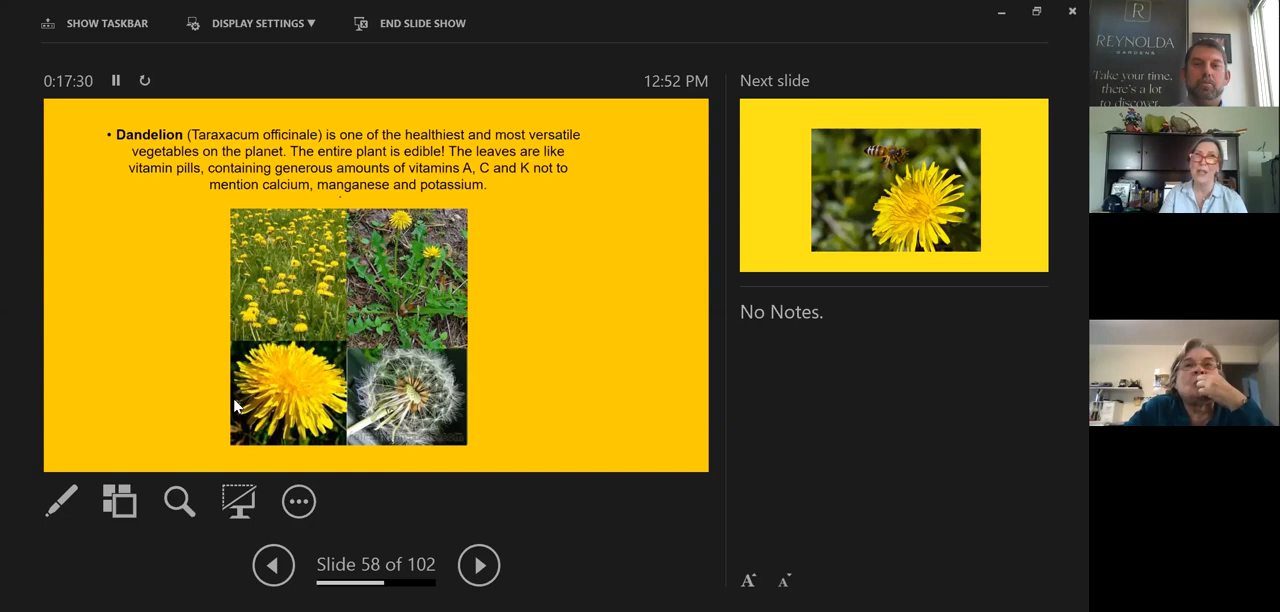 SHOW TASKBAR
DISPLAY SETTINGS ▼
END SLIDE SHOW
0:17:30
12:52 PM
• Dandelion (Taraxacum officinale) is one of the healthiest and most versatile
vegetables on the planet. The entire plant is edible! The leaves are like
vitamin pills, containing generous amounts of vitamins A, C and K not to
mention calcium, manganese and potassium.
Slide 58 of 102
Next slide
No Notes.
A A
R
REYNOLDA
GARDENS
Take your time,
there's a lot
to discover.